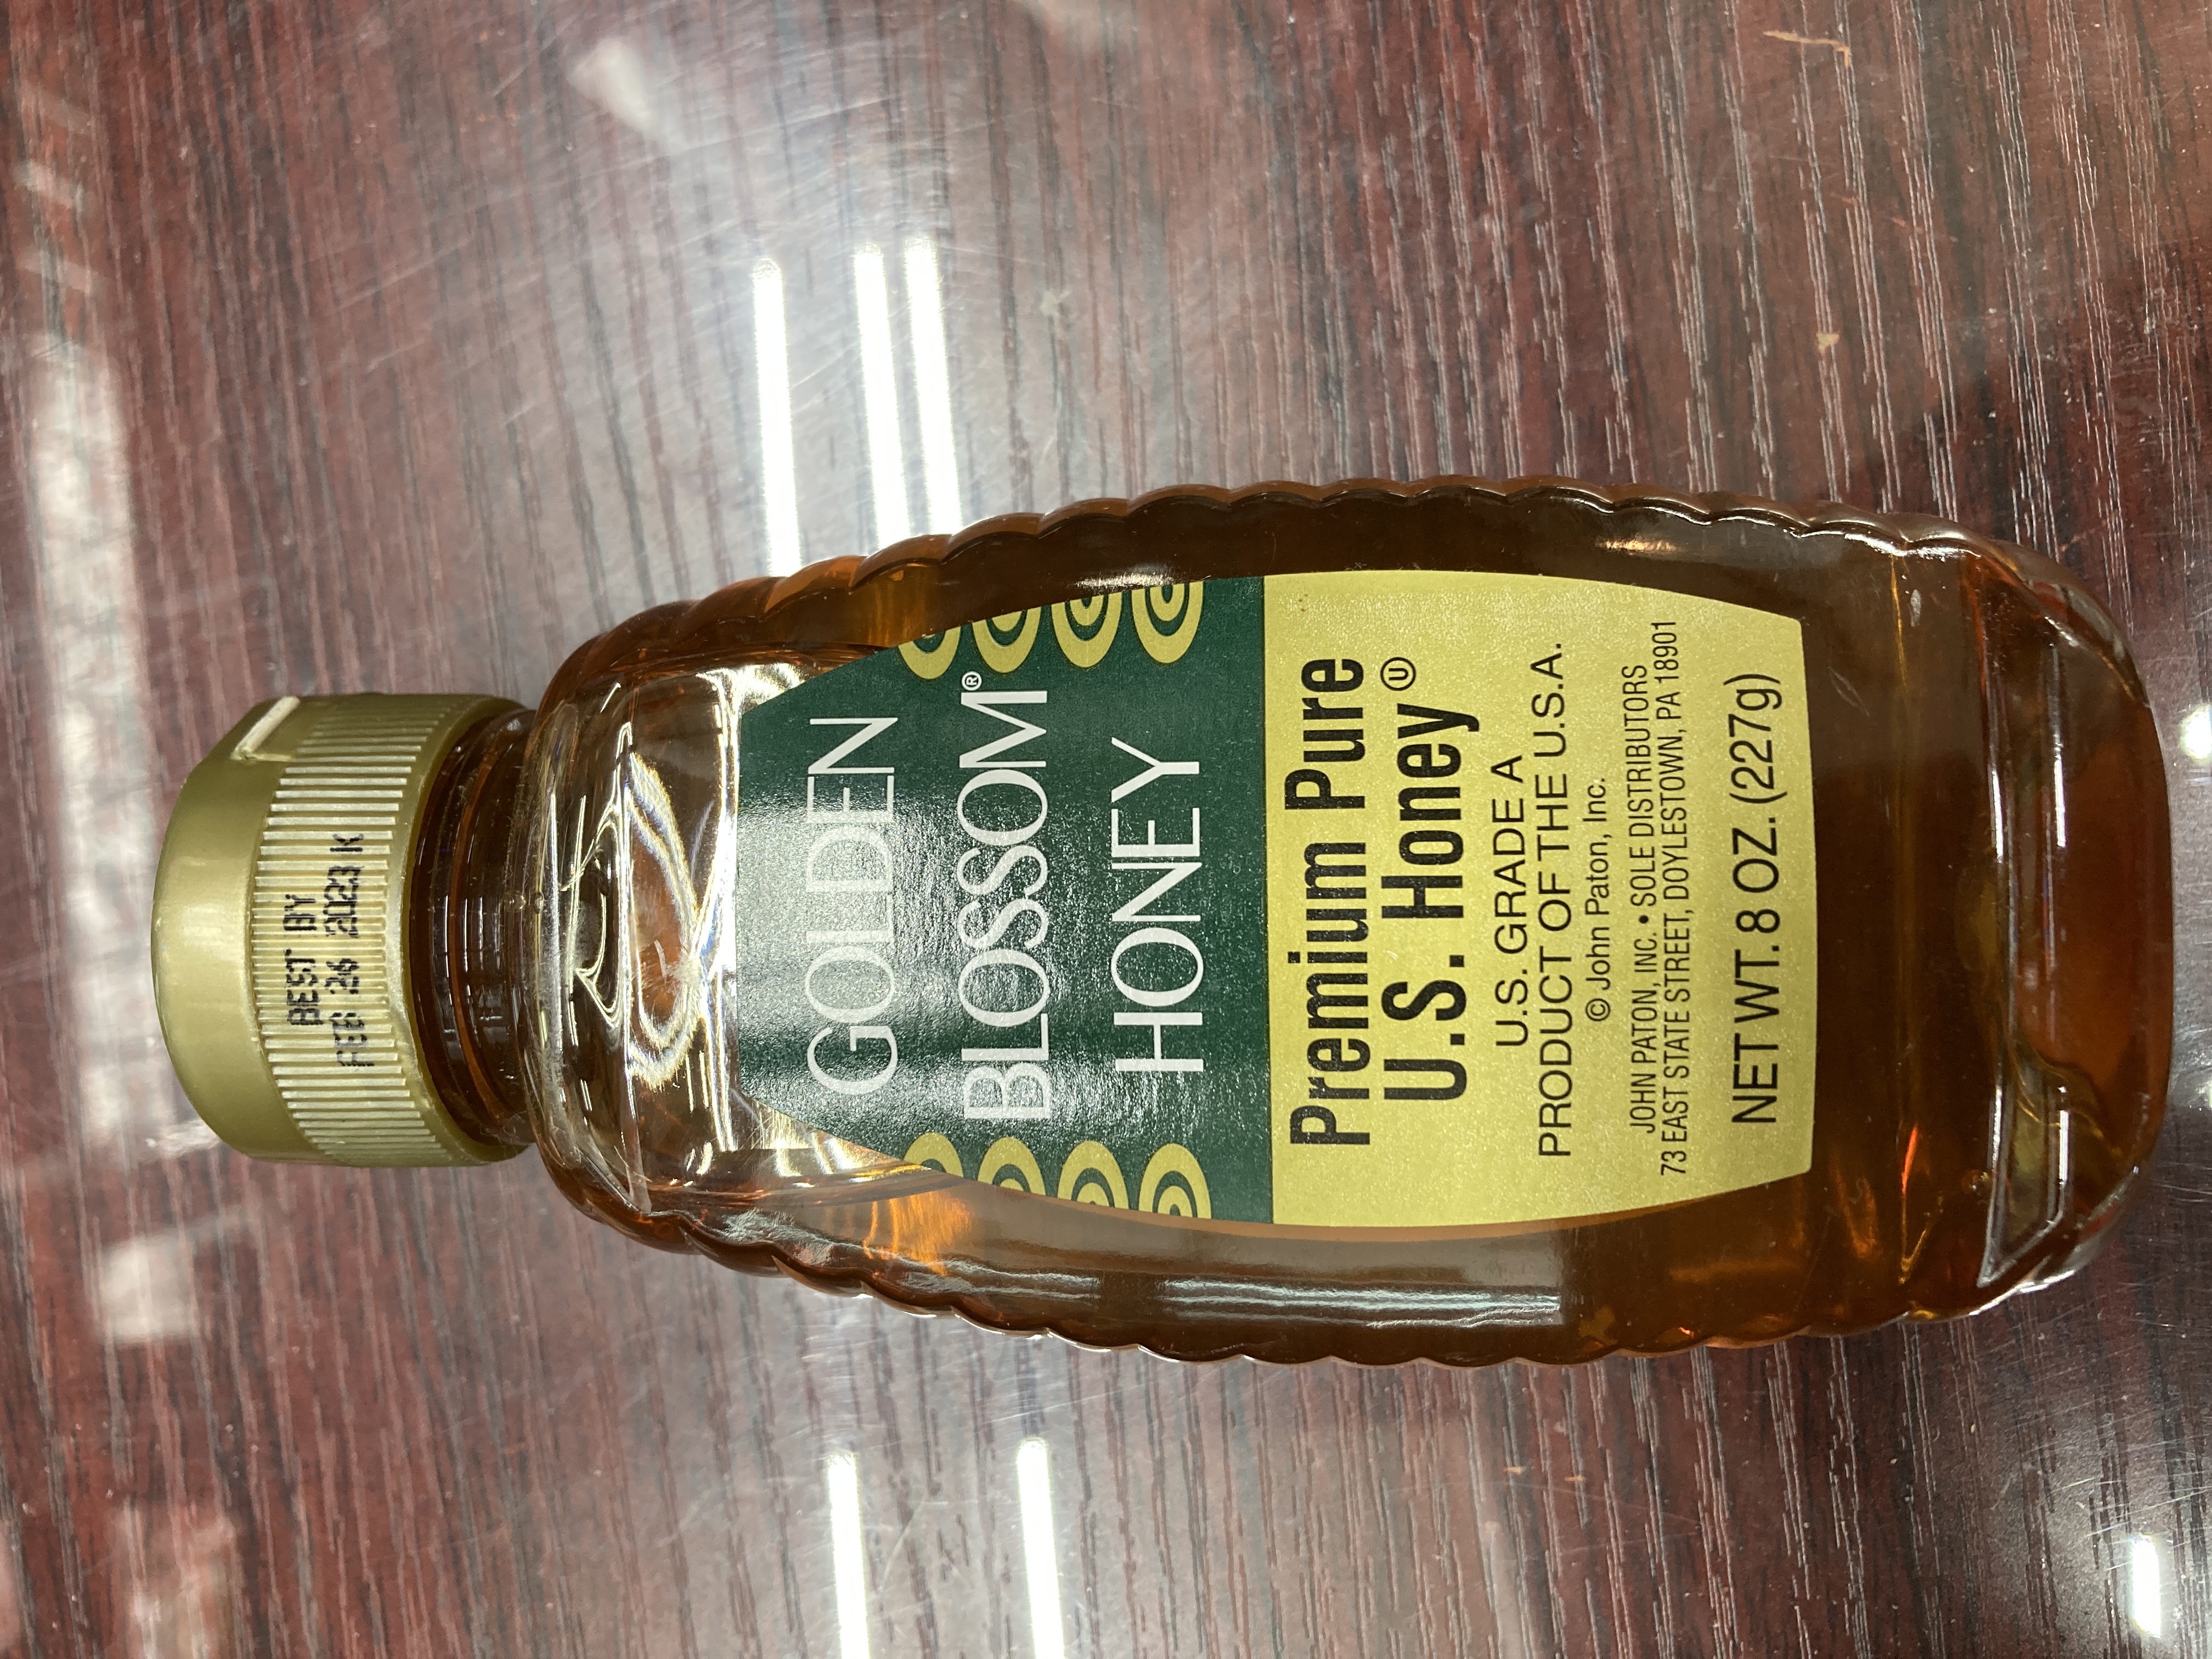 BEST BY
FEB 26 2023 K
GOLDEN
BLOSSOM®
HONEY
Premium Pure
U.S. Honey Ⓤ
U.S. GRADE A
PRODUCT OF THE U.S.A.
© John Paton, Inc.
JOHN PATON, INC. • SOLE DISTRIBUTORS
73 EAST STATE STREET, DOYLESTOWN, PA 18901
NET WT. 8 OZ. (227g)